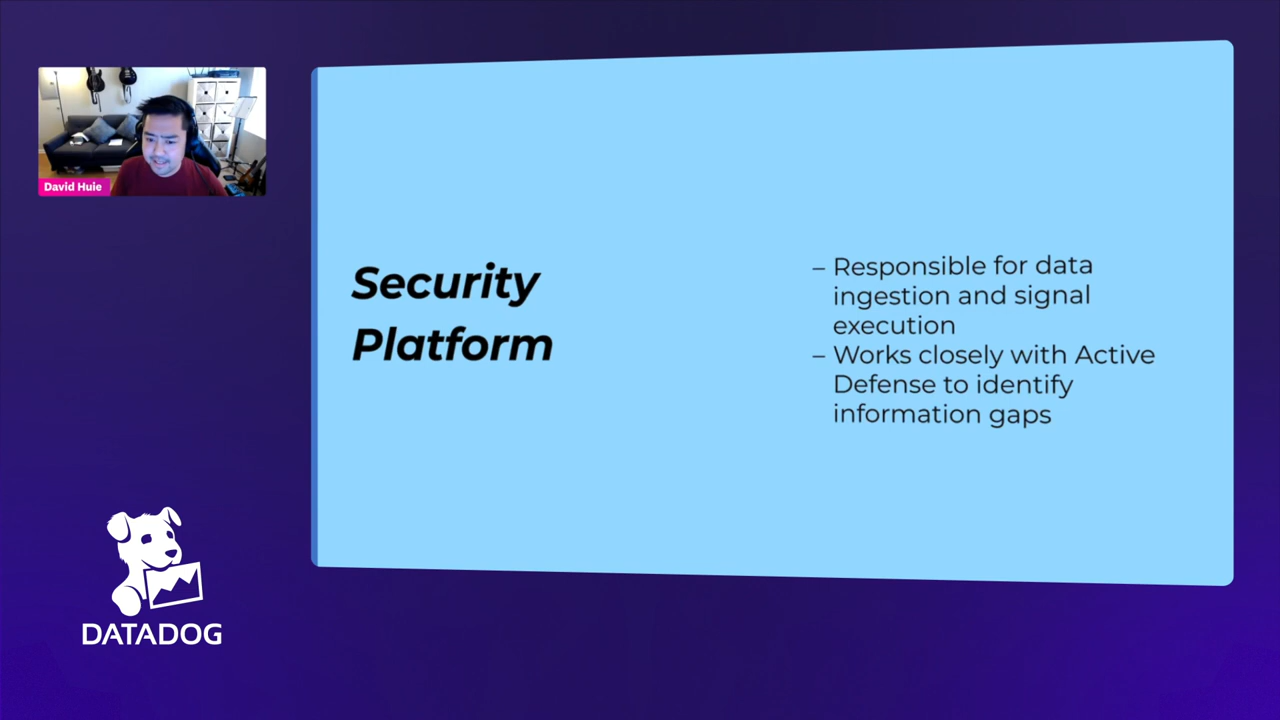 David Huie
Security
Platform
– Responsible for data
ingestion and signal
execution
– Works closely with Active
Defense to identify
information gaps
DATADOG